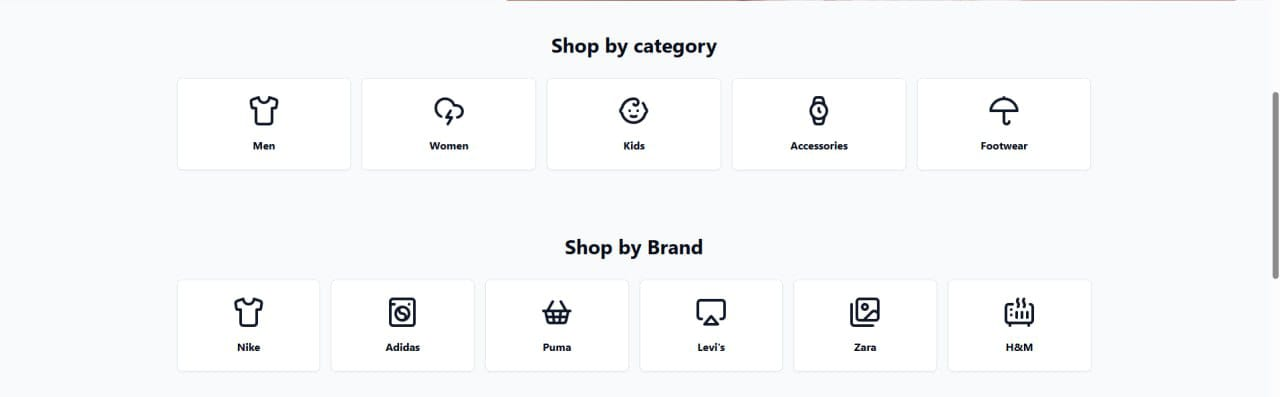 Shop by category
Men
Women
Kids
Accessories
Footwear
Shop by Brand
Nike
Adidas
Puma
Levi's
Zara
H&M